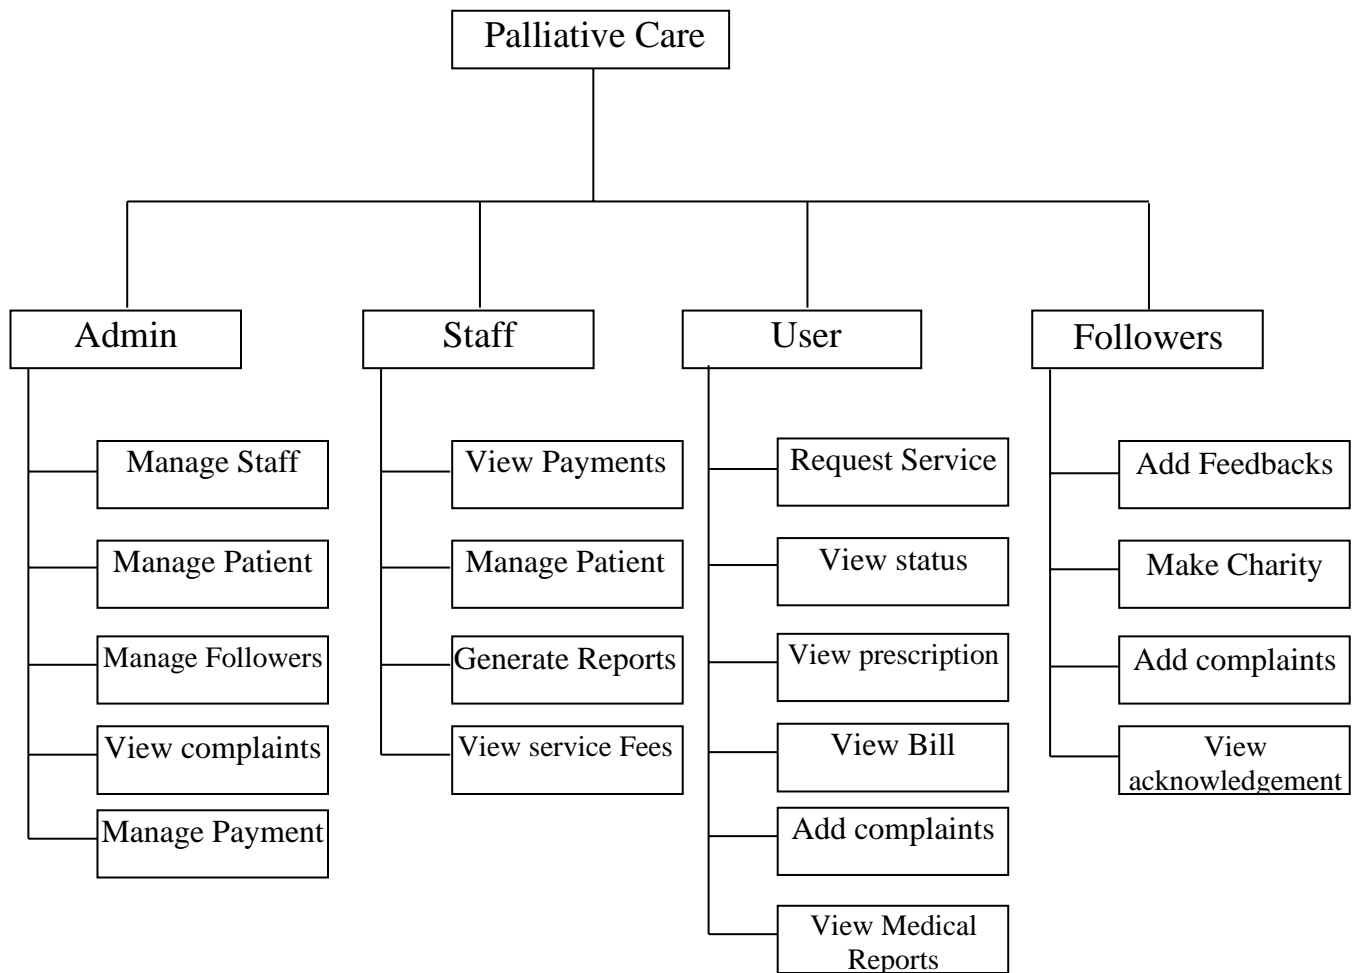 Palliative Care
Admin
Staff
User
Followers
Manage Staff
Manage Patient
Manage Followers
View complaints
Manage Payment
View Payments
Manage Patient
Generate Reports
View service Fees
Request Service
View status
View prescription
View Bill
Add complaints
View Medical
Reports
Add Feedbacks
Make Charity
Add complaints
View
acknowledgement